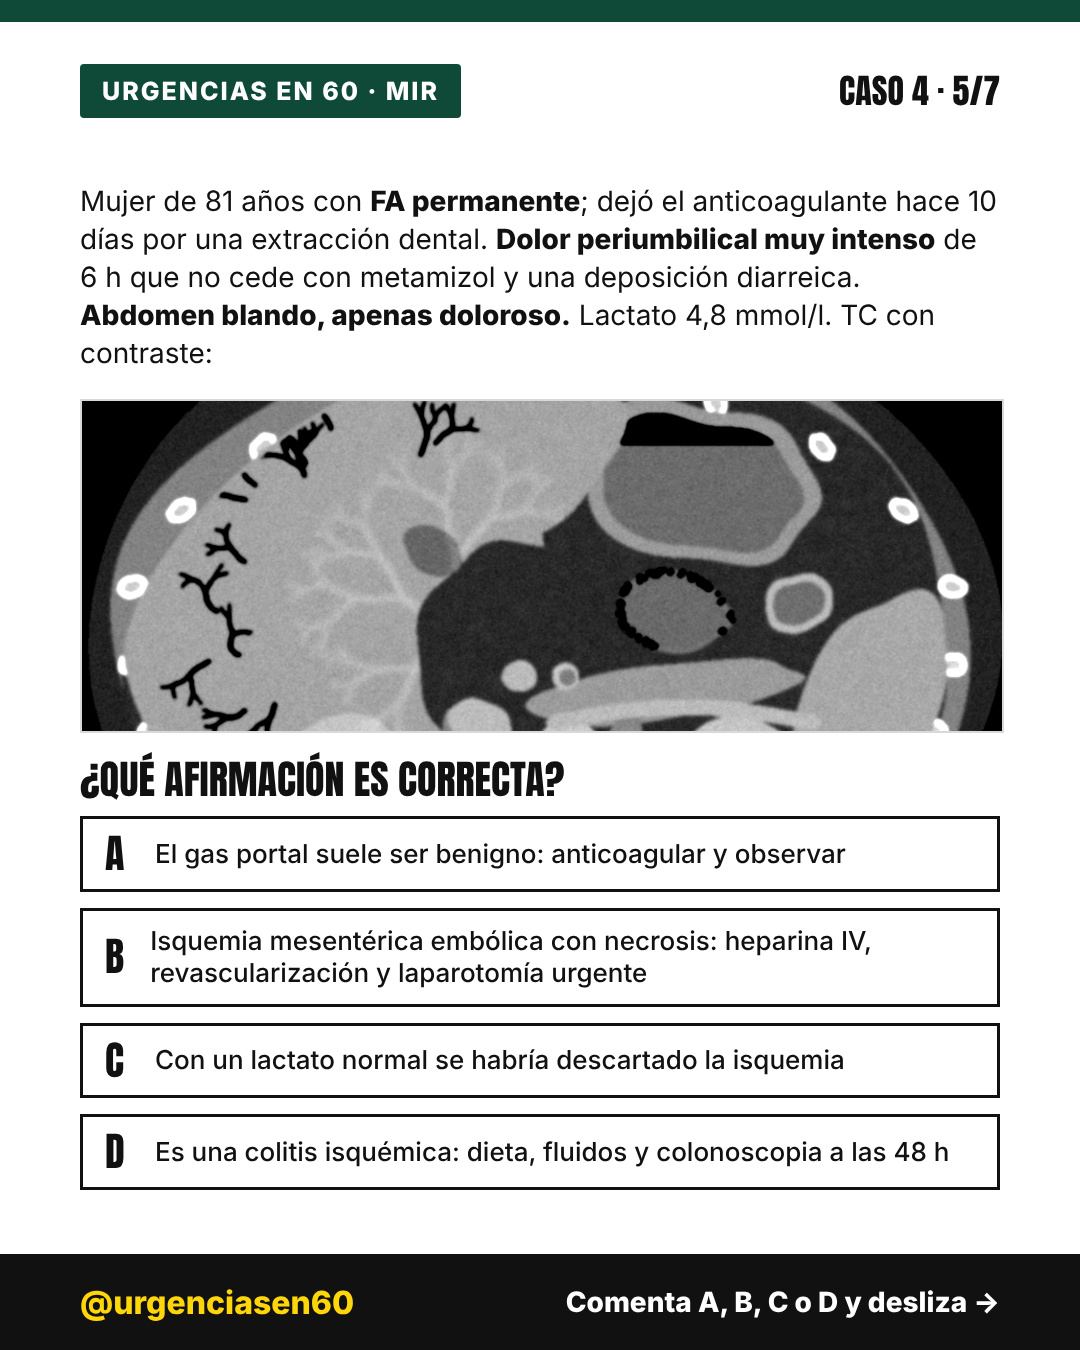 URGENCIAS EN 60 · MIR
CASO 4 · 5/7
Mujer de 81 años con FA permanente; dejó el anticoagulante hace 10
días por una extracción dental. Dolor periumbilical muy intenso de
6 h que no cede con metamizol y una deposición diarreica.
Abdomen blando, apenas doloroso. Lactato 4,8 mmol/l. TC con
contraste:
¿QUÉ AFIRMACIÓN ES CORRECTA?
A El gas portal suele ser benigno: anticoagular y observar
B Isquemia mesentérica embólica con necrosis: heparina IV,
revascularización y laparotomía urgente
C Con un lactato normal se habría descartado la isquemia
D Es una colitis isquémica: dieta, fluidos y colonoscopia a las 48 h
@urgenciasen60
Comenta A, B, C o D y desliza →